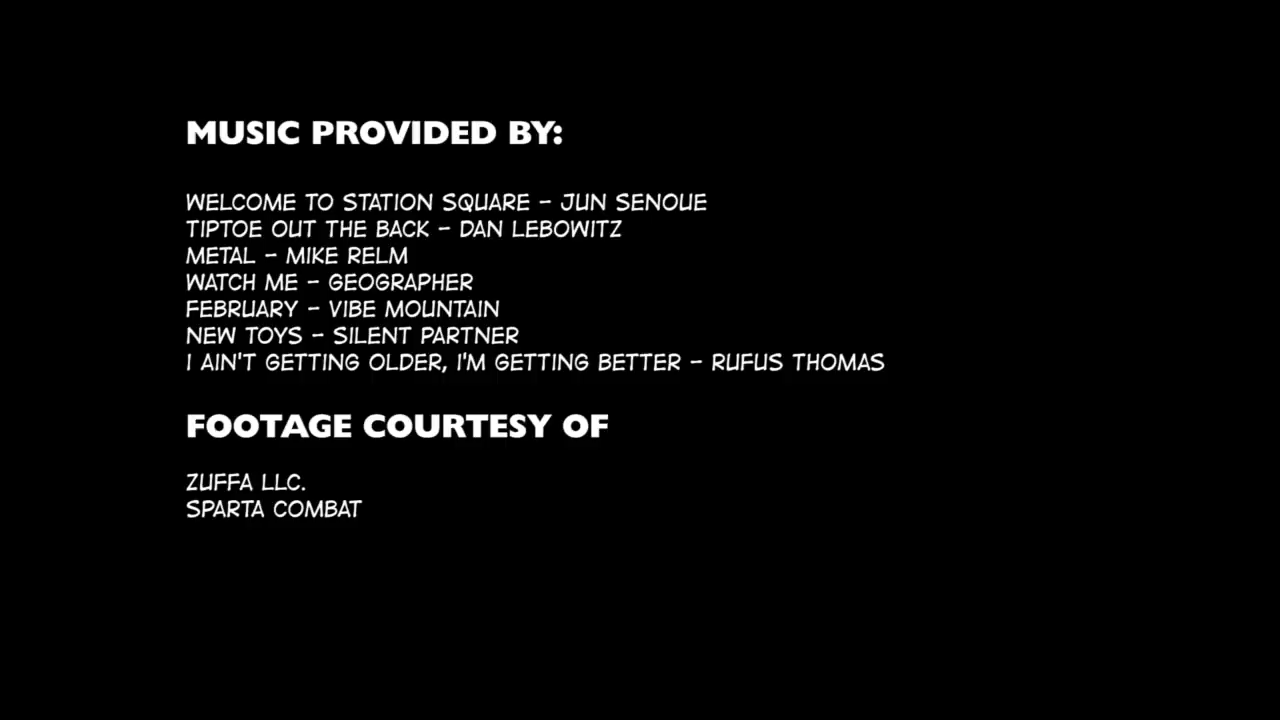 MUSIC PROVIDED BY:
WELCOME TO STATION SQUARE - JUN SENOUE
TIPTOE OUT THE BACK - DAN LEBOWITZ
METAL - MIKE RELM
WATCH ME - GEOGRAPHER
FEBRUARY - VIBE MOUNTAIN
NEW TOYS - SILENT PARTNER
I AIN'T GETTING OLDER, I'M GETTING BETTER - RUFUS THOMAS
FOOTAGE COURTESY OF
ZUFFA LLC.
SPARTA COMBAT